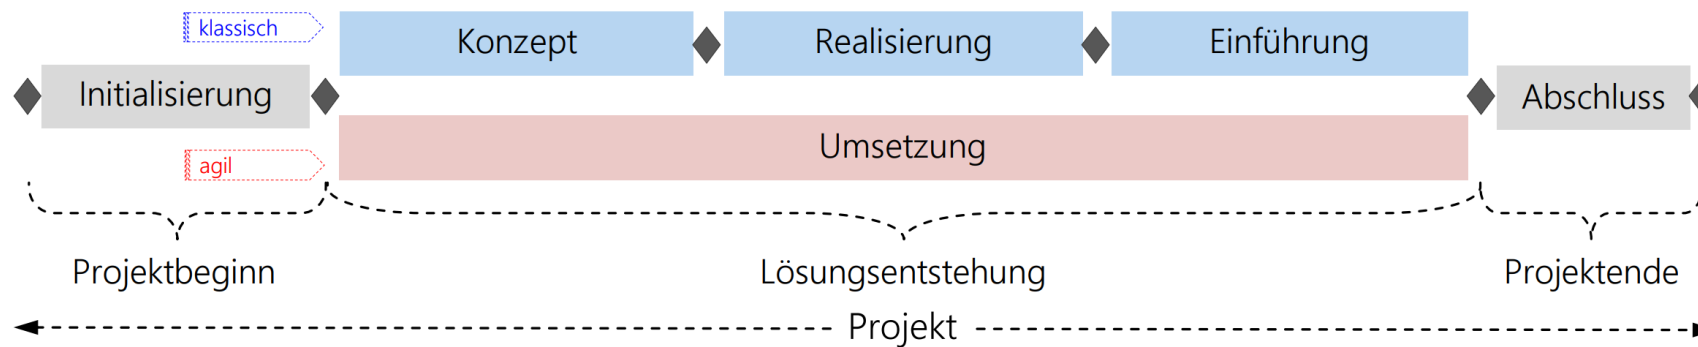 klassisch
Konzept
Realisierung
Einführung
Initialisierung
Abschluss
agil
Umsetzung
Projektbeginn
Lösungsentstehung
Projektende
Projekt